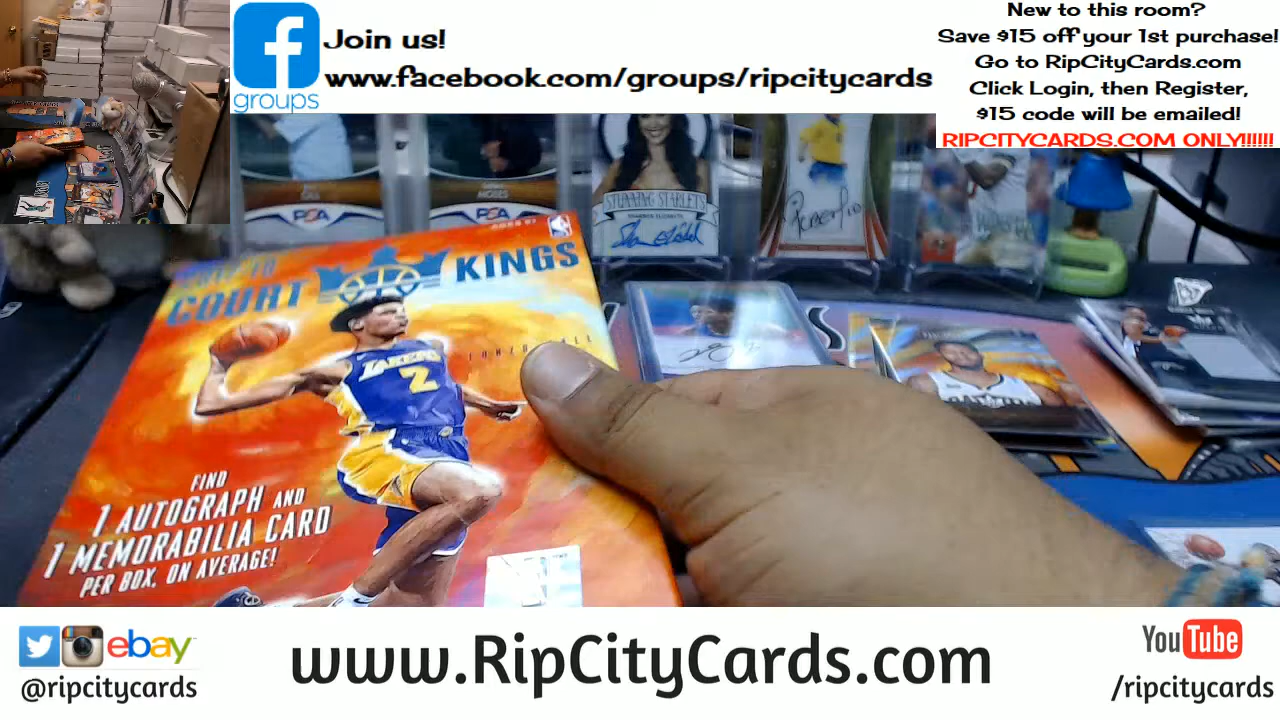 Join us!
www.facebook.com/groups/ripcitycards
groups
New to this room?
Save $15 off your 1st purchase!
Go to RipCityCards.com
Click Login, then Register,
$15 code will be emailed!
RIPCITYCARDS.COM ONLY!!!!!!
PSA
PSA
STUNNING STARLETS
COURT KINGS
LONZO BALL
LAKERS
2
FIND
1 AUTOGRAPH AND
1 MEMORABILIA CARD
PER BOX, ON AVERAGE!
ebay
@ripcitycards
www.RipCityCards.com
YouTube
/ripcitycards